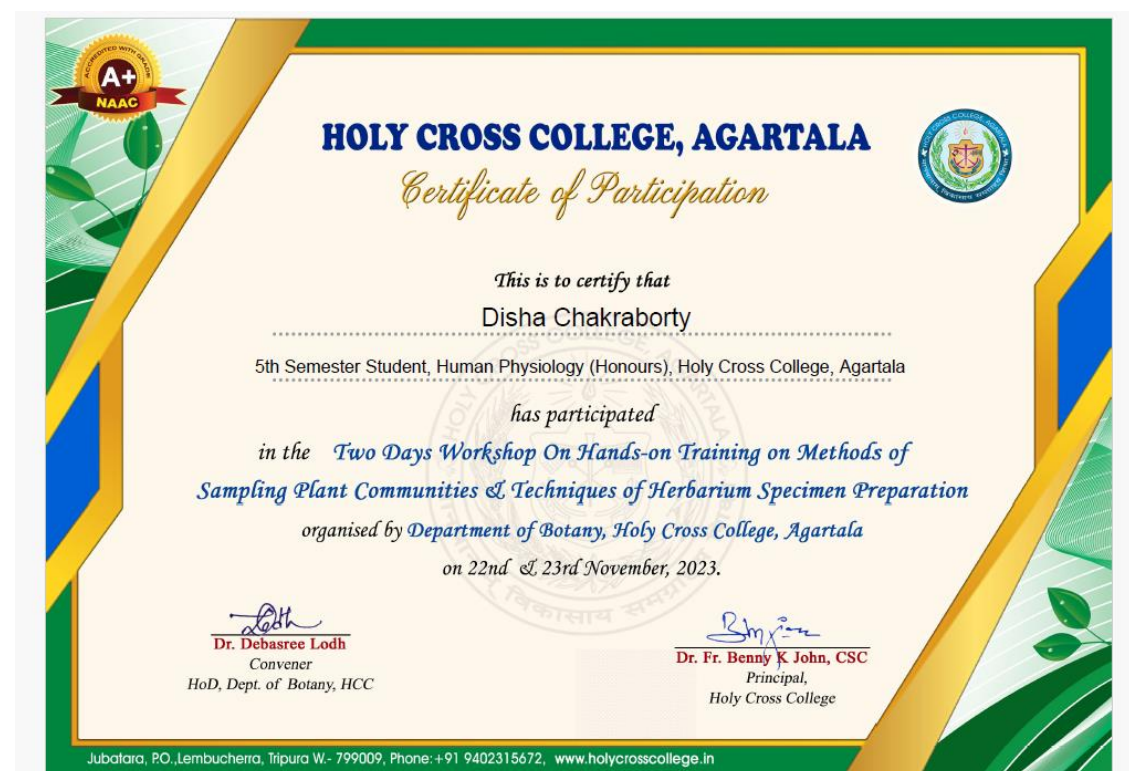 ACCREDITED WITH GRADE
A+
NAAC
HOLY CROSS COLLEGE, AGARTALA
Certificate of Participation
This is to certify that
Disha Chakraborty
5th Semester Student, Human Physiology (Honours), Holy Cross College, Agartala
has participated
in the Two Days Workshop On Hands-on Training on Methods of
Sampling Plant Communities & Techniques of Herbarium Specimen Preparation
organised by Department of Botany, Holy Cross College, Agartala
on 22nd & 23rd November, 2023.
Dr. Debasree Lodh
Convener
HoD, Dept. of Botany, HCC
Dr. Fr. Benny K John, CSC
Principal,
Holy Cross College
Jubatara, P.O.,Lembucherra, Tripura W.- 799009, Phone:+91 9402315672, www.holycrosscollege.in